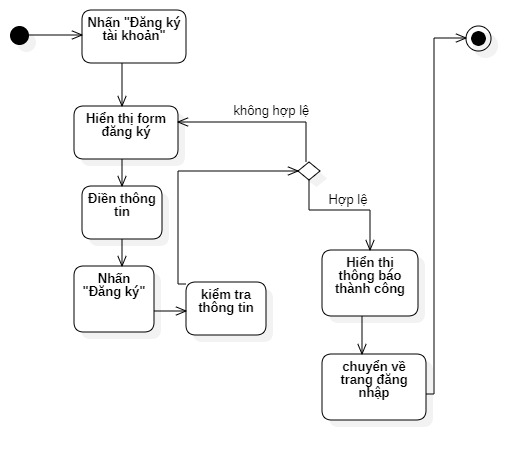 Nhấn "Đăng ký
tài khoản"
Hiển thị form
đăng ký
không hợp lệ
Điền thông
tin
Hợp lệ
Nhấn
"Đăng ký"
kiểm tra
thông tin
Hiển thị
thông báo
thành công
chuyển về
trang đăng
nhập